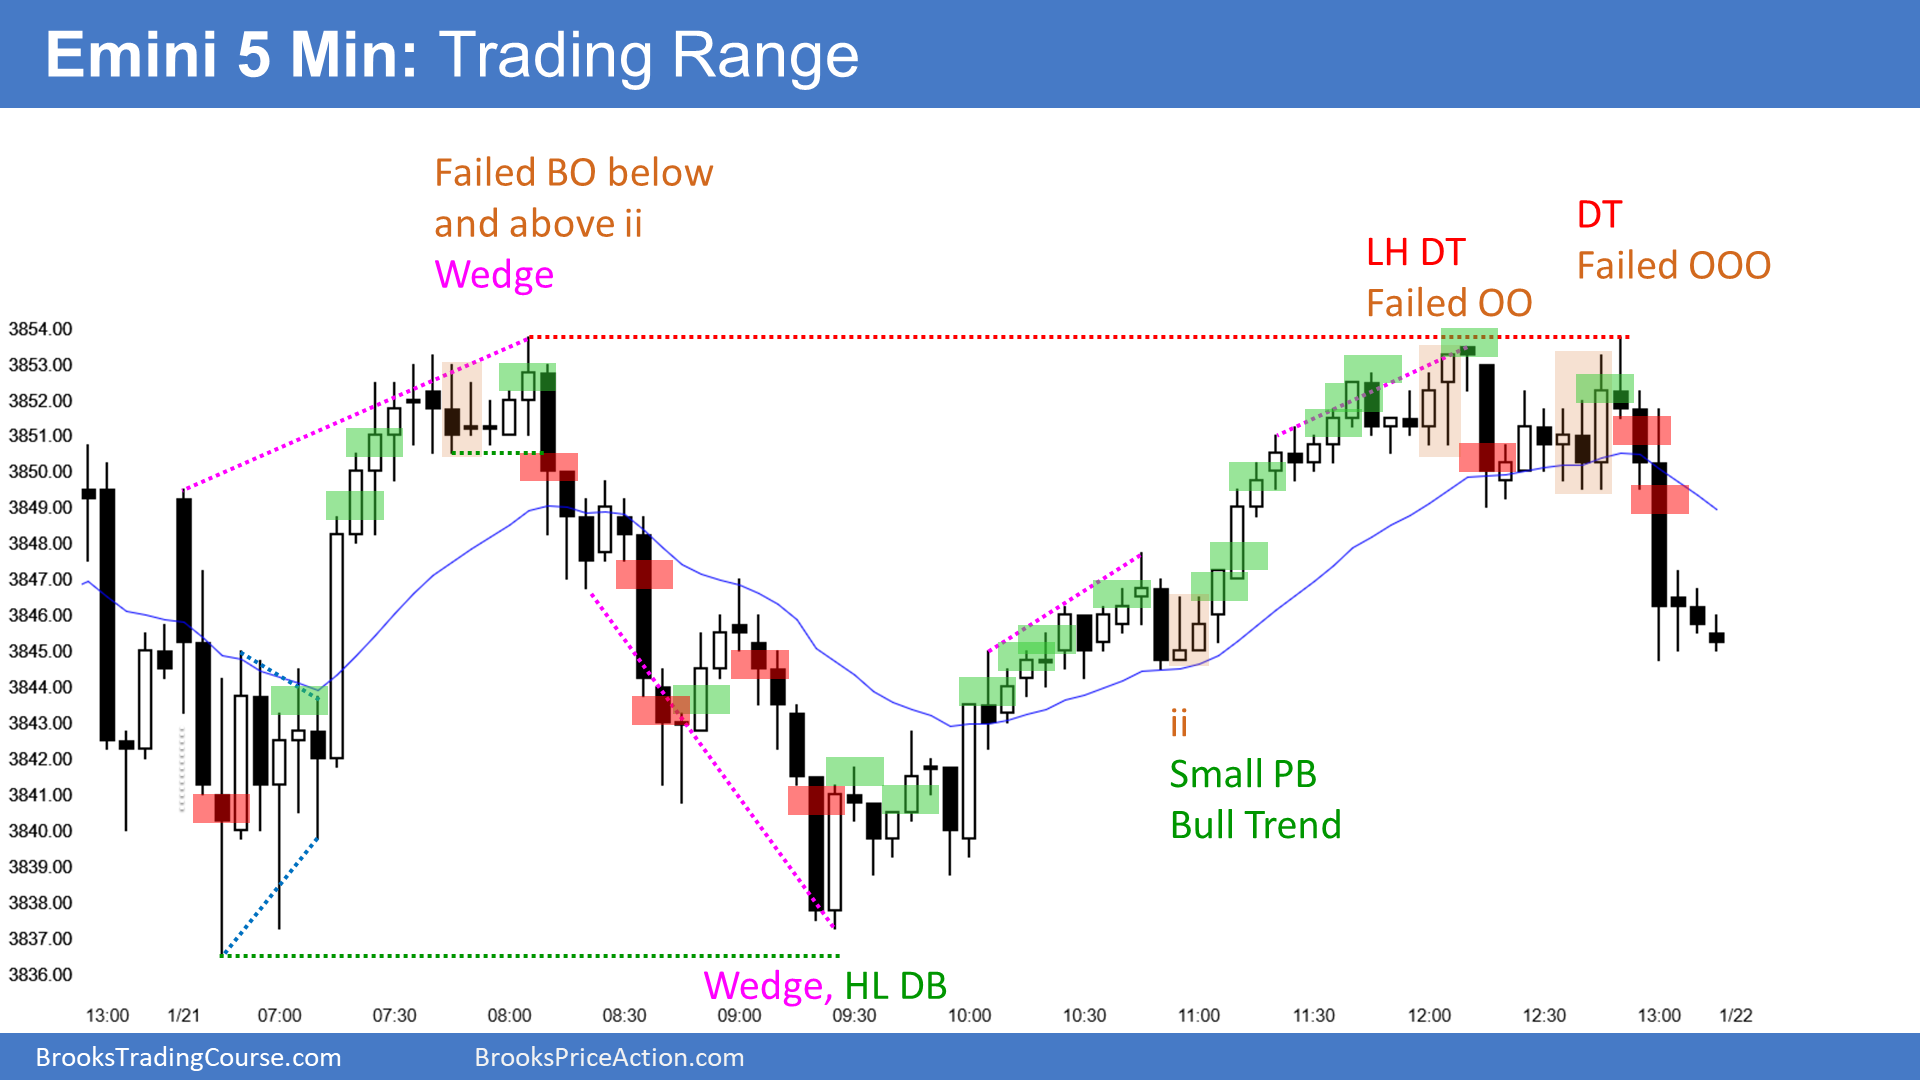 Emini 5 Min: Trading Range
Failed BO below
and above ii
Wedge
LH DT
Failed OO
DT
Failed OOO
3854.00
3853.00
3852.00
3851.00
3850.00
3849.00
3848.00
3847.00
3846.00
3845.00
3844.00
3843.00
3842.00
3841.00
3840.00
3839.00
3838.00
3837.00
3836.00
ii
Small PB
Bull Trend
Wedge, HL DB
13:00 1/21 07:00 07:30 08:00 08:30 09:00 09:30 10:00 10:30 11:00 11:30 12:00 12:30 13:00 1/22
BrooksTradingCourse.com BrooksPriceAction.com